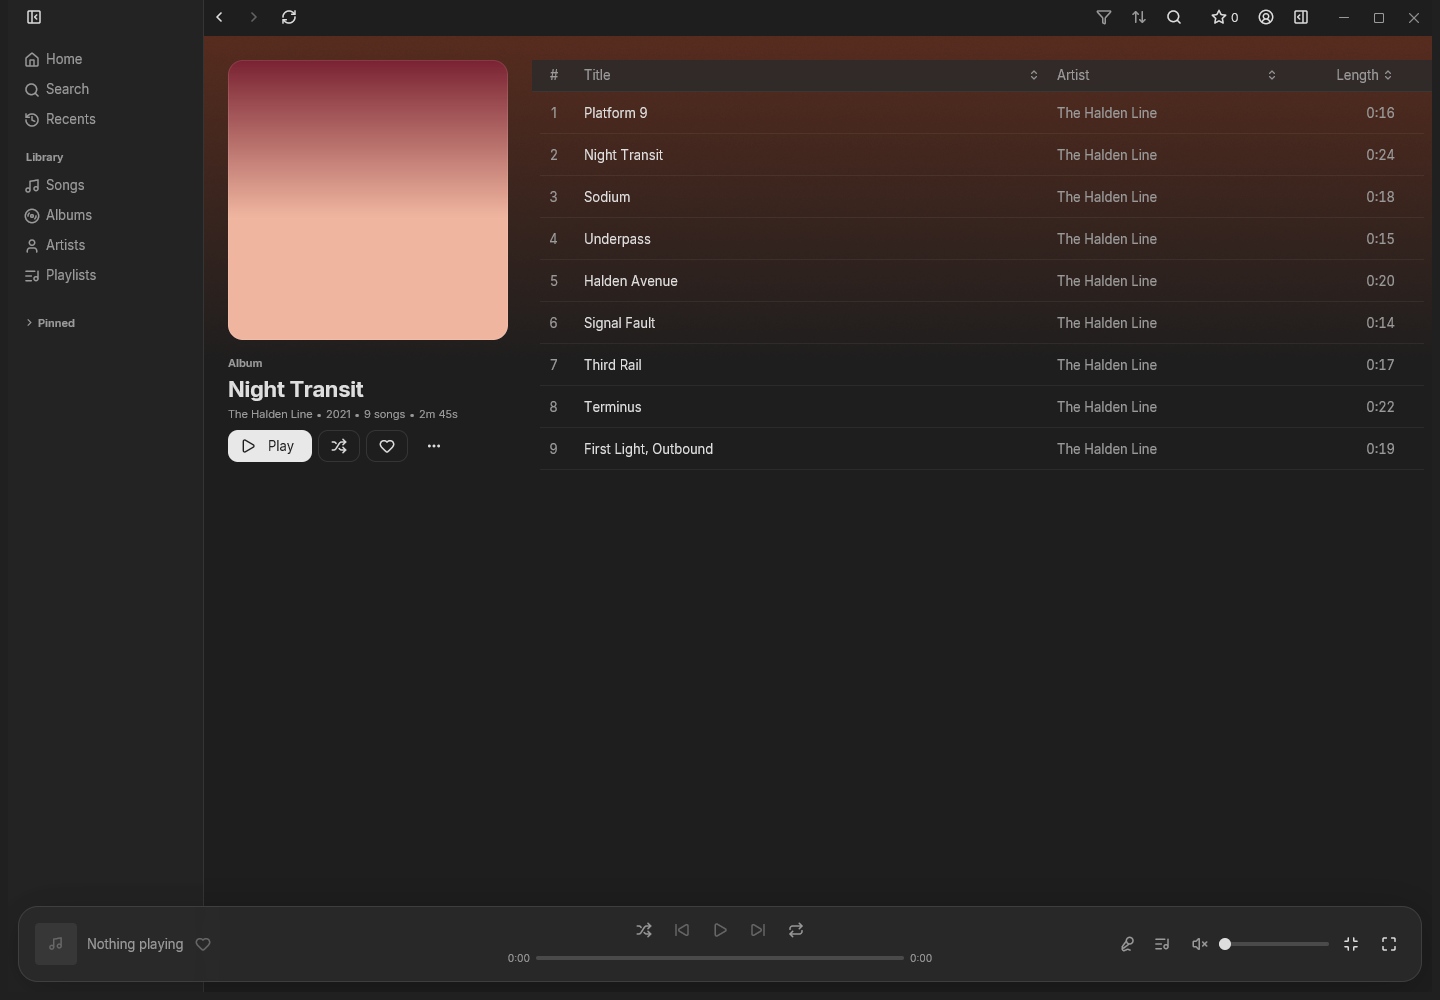 0
Home
Search
Recents
Library
Songs
Albums
Artists
Playlists
Pinned
Album
Night Transit
The Halden Line • 2021 • 9 songs • 2m 45s
Play
# Title Artist Length
1 Platform 9 The Halden Line 0:16
2 Night Transit The Halden Line 0:24
3 Sodium The Halden Line 0:18
4 Underpass The Halden Line 0:15
5 Halden Avenue The Halden Line 0:20
6 Signal Fault The Halden Line 0:14
7 Third Rail The Halden Line 0:17
8 Terminus The Halden Line 0:22
9 First Light, Outbound The Halden Line 0:19
Nothing playing
0:00 0:00